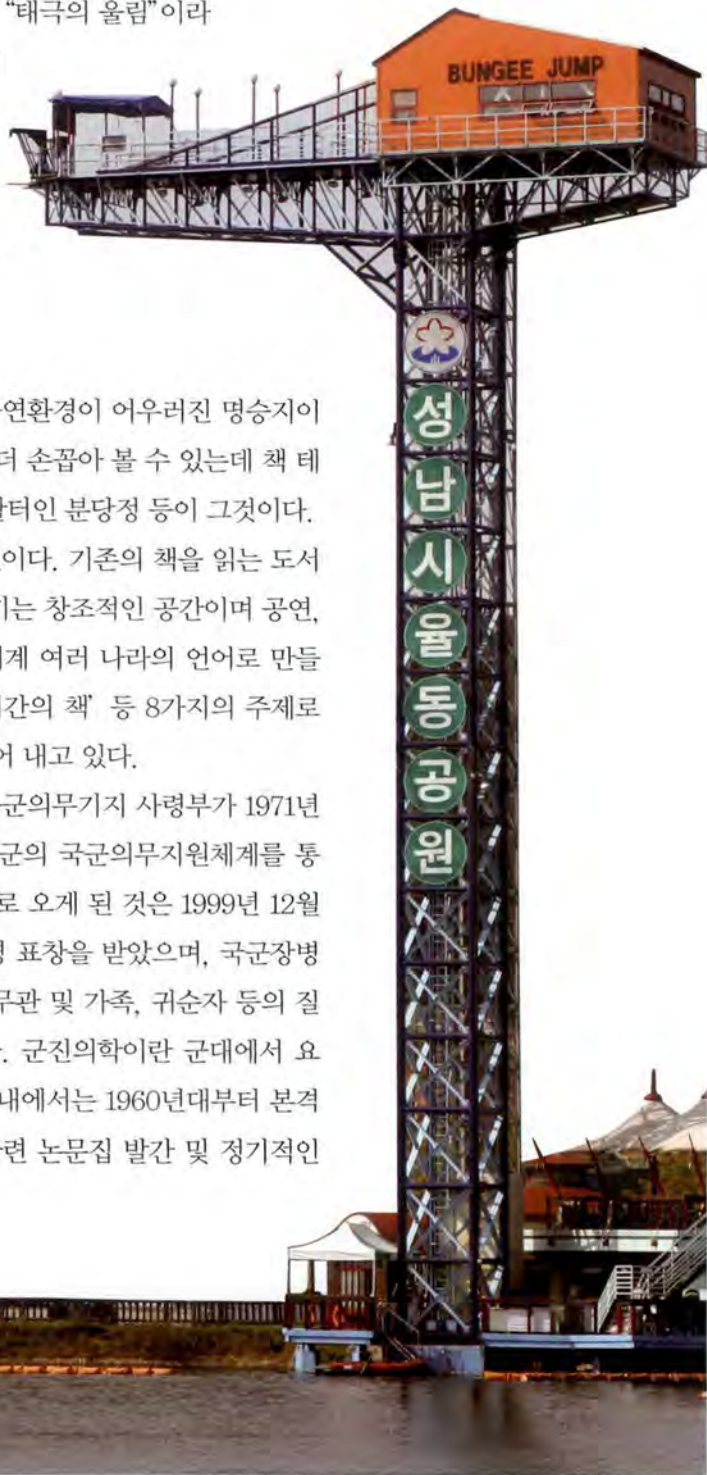 “태극의 울림”이라
BUNGEE JUMP
성
남
시
율
동
공
원
연환경이 어우러진 명승지이
더 손꼽아 볼 수 있는데 책 테
터인 분당정 등이 그것이다.
이다. 기존의 책을 읽는 도서
기는 창조적인 공간이며 공연,
계 여러 나라의 언어로 만들
간의 책’ 등 8가지의 주제로
어 내고 있다.
군의무기지 사령부가 1971년
군의 국군의무지원체계를 통
로 오게 된 것은 1999년 12월
표창을 받았으며, 국군장병
무관 및 가족, 귀순자 등의 질
군진의학이란 군대에서 요
내에서는 1960년대부터 본격
련 논문집 발간 및 정기적인